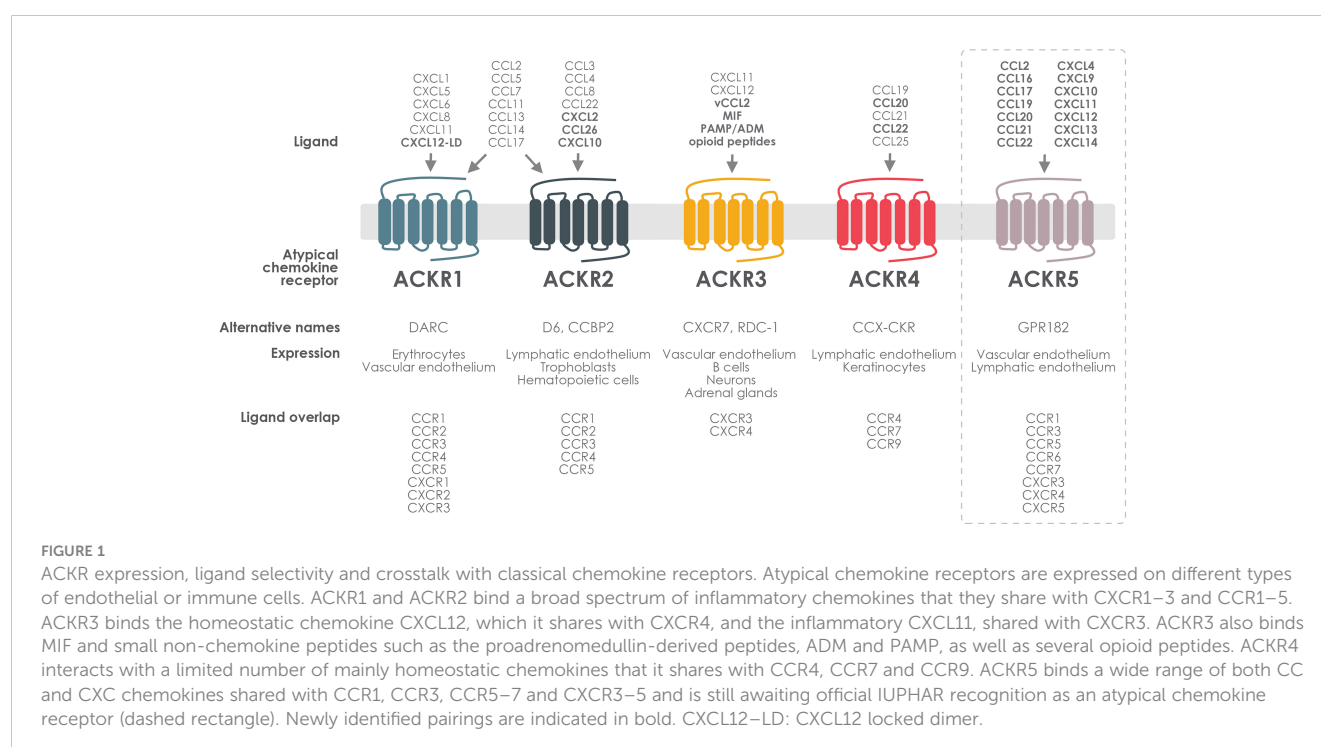 Ligand
CXCL1
CXCL5
CXCL6
CXCL8
CXCL11
CXCL12-LD
CCL2
CCL5
CCL7
CCL11
CCL13
CCL14
CCL17
CCL3
CCL4
CCL8
CCL22
CXCL2
CCL26
CXCL10
CXCL11
CXCL12
vCCL2
MIF
PAMP/ADM
opioid peptides
CCL19
CCL20
CCL21
CCL22
CCL25
CCL2 CXCL4
CCL16 CXCL9
CCL17 CXCL10
CCL19 CXCL11
CCL20 CXCL12
CCL21 CXCL13
CCL22 CXCL14
Atypical
chemokine
receptor
ACKR1
ACKR2
ACKR3
ACKR4
ACKR5
Alternative names
DARC
D6, CCBP2
CXCR7, RDC-1
CCX-CKR
GPR182
Expression
Erythrocytes
Vascular endothelium
Lymphatic endothelium
Trophoblasts
Hematopoietic cells
Vascular endothelium
B cells
Neurons
Adrenal glands
Lymphatic endothelium
Keratinocytes
Vascular endothelium
Lymphatic endothelium
Ligand overlap
CCR1
CCR2
CCR3
CCR4
CCR5
CXCR1
CXCR2
CXCR3
CCR1
CCR2
CCR3
CCR4
CCR5
CXCR3
CXCR4
CCR4
CCR7
CCR9
CCR1
CCR3
CCR5
CCR6
CCR7
CXCR3
CXCR4
CXCR5
FIGURE 1
ACKR expression, ligand selectivity and crosstalk with classical chemokine receptors. Atypical chemokine receptors are expressed on different types
of endothelial or immune cells. ACKR1 and ACKR2 bind a broad spectrum of inflammatory chemokines that they share with CXCR1–3 and CCR1–5.
ACKR3 binds the homeostatic chemokine CXCL12, which it shares with CXCR4, and the inflammatory CXCL11, shared with CXCR3. ACKR3 also binds
MIF and small non-chemokine peptides such as the proadrenomedullin-derived peptides, ADM and PAMP, as well as several opioid peptides. ACKR4
interacts with a limited number of mainly homeostatic chemokines that it shares with CCR4, CCR7 and CCR9. ACKR5 binds a wide range of both CC
and CXC chemokines shared with CCR1, CCR3, CCR5–7 and CXCR3–5 and is still awaiting official IUPHAR recognition as an atypical chemokine
receptor (dashed rectangle). Newly identified pairings are indicated in bold. CXCL12–LD: CXCL12 locked dimer.